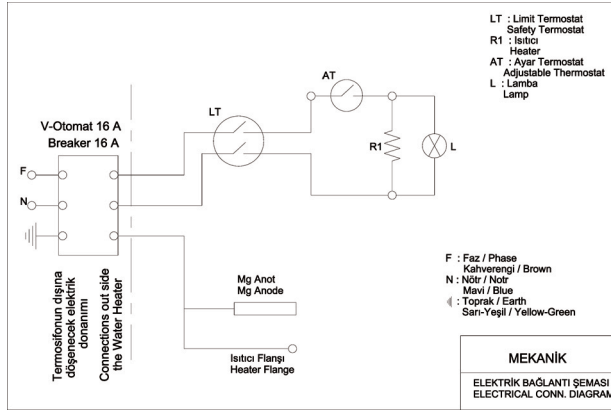 LT : Limit Termostat
Safety Termostat
R1 : Isıtıcı
Heater
AT : Ayar Termostat
Adjustable Thermostat
L : Lamba
Lamp
AT
LT
V-Otomat 16 A
Breaker 16 A
R1
L
F
N
Termosifonun dışına
döşenecek elektrik
donanımı
Connections out side
the Water Heater
Mg Anot
Mg Anode
Isıtıcı Flanşı
Heater Flange
F : Faz / Phase
Kahverengi / Brown
N : Nötr / Notr
Mavi / Blue
: Toprak / Earth
Sarı-Yeşil / Yellow-Green
MEKANİK
ELEKTRİK BAĞLANTI ŞEMASI
ELECTRICAL CONN. DIAGRAM